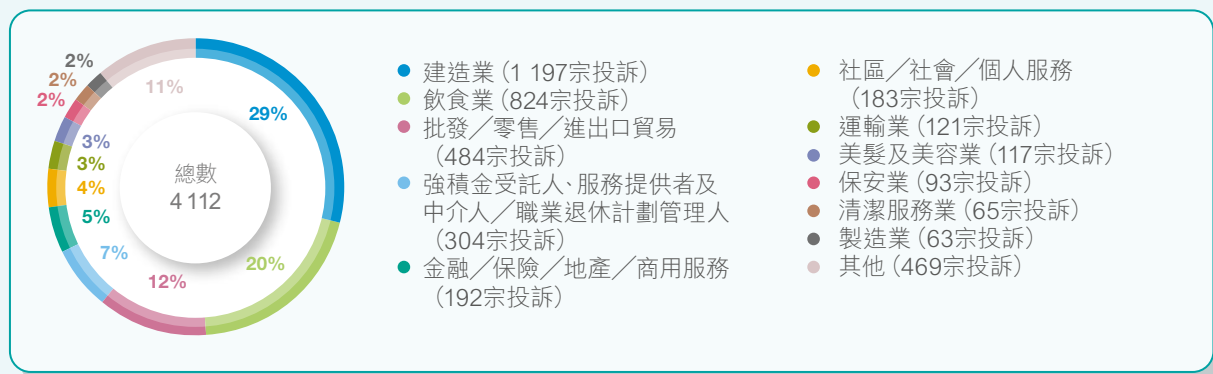 2%
2%
2%
11%
29%
3%
3%
4%
5%
7%
12%
20%
總數
4 112
建造業 (1 197宗投訴)
飲食業 (824宗投訴)
批發／零售／進出口貿易
(484宗投訴)
強積金受託人、服務提供者及
中介人／職業退休計劃管理人
(304宗投訴)
金融／保險／地產／商用服務
(192宗投訴)
社區／社會／個人服務
(183宗投訴)
運輸業 (121宗投訴)
美髮及美容業 (117宗投訴)
保安業 (93宗投訴)
清潔服務業 (65宗投訴)
製造業 (63宗投訴)
其他 (469宗投訴)